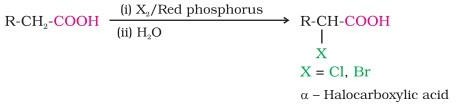 (i) X₂/Red phosphorus
R-CH₂-COOH (ii) H₂O R-CH-COOH
X
X = Cl, Br
α – Halocarboxylic acid